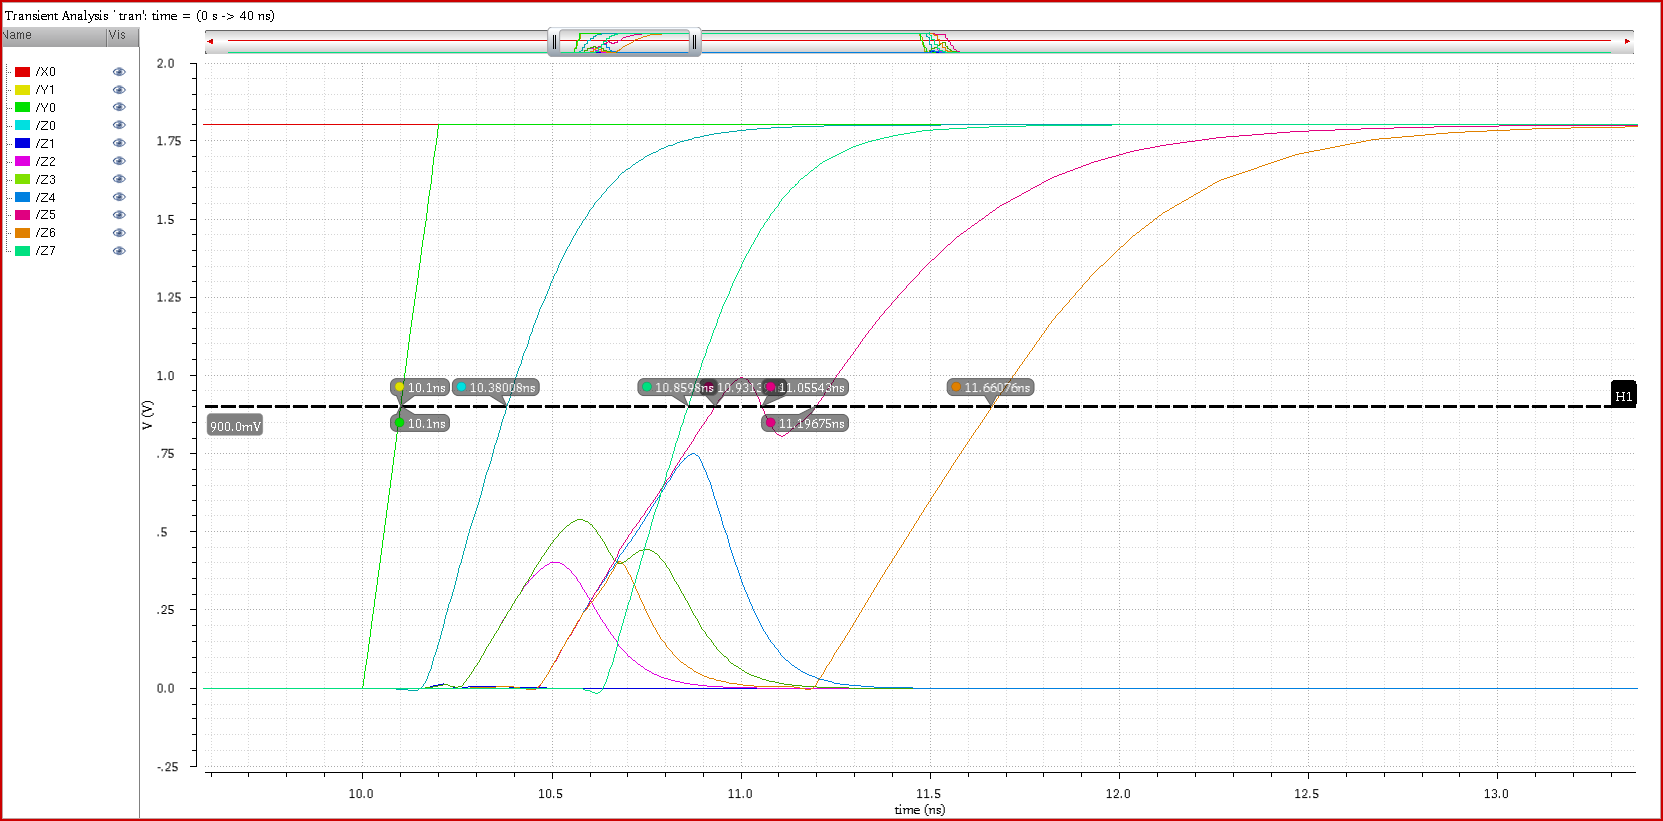 Transient Analysis `tran': time = (0 s -> 40 ns)
Name Vis
/X0
/Y1
/Y0
/Z0
/Z1
/Z2
/Z3
/Z4
/Z5
/Z6
/Z7
2.0
1.75
1.5
1.25
1.0
.75
.5
.25
0.0
-.25
V (V)
10.1ns
10.38008ns
10.8598ns
11.05543ns
11.66076ns
H1
900.0mV
10.1ns
11.19675ns
10.0 10.5 11.0 11.5 12.0 12.5 13.0
time (ns)